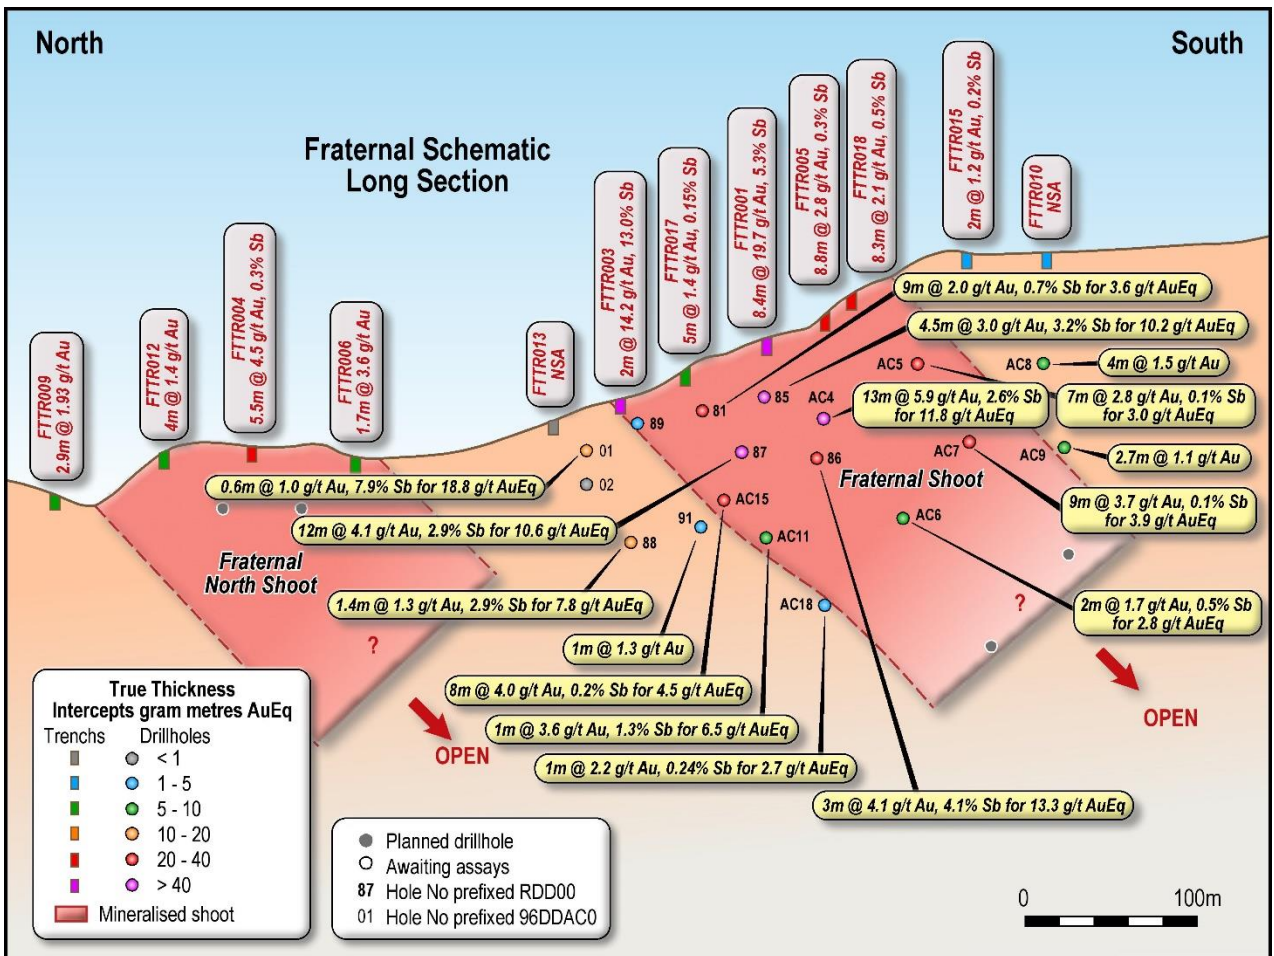 North
South
Fraternal Schematic
Long Section
FTTR009
2.9m @ 1.93 g/t Au
FTTR012
4m @ 1.4 g/t Au
FTTR004
5.5m @ 4.5 g/t Au, 0.3% Sb
FTTR006
1.7m @ 3.6 g/t Au
FTTR013
NSA
FTTR003
2m @ 14.2 g/t Au, 13.0% Sb
FTTR017
5m @ 1.4 g/t Au, 0.15% Sb
FTTR001
8.4m @ 19.7 g/t Au, 5.3% Sb
FTTR005
8.8m @ 2.8 g/t Au, 0.3% Sb
FTTR018
8.3m @ 2.1 g/t Au, 0.5% Sb
FTTR015
2m @ 1.2 g/t Au, 0.2% Sb
FTTR010
NSA
9m @ 2.0 g/t Au, 0.7% Sb for 3.6 g/t AuEq
4.5m @ 3.0 g/t Au, 3.2% Sb for 10.2 g/t AuEq
AC5
AC8
4m @ 1.5 g/t Au
85
AC4
13m @ 5.9 g/t Au, 2.6% Sb
for 11.8 g/t AuEq
7m @ 2.8 g/t Au, 0.1% Sb
for 3.0 g/t AuEq
81
89
01
87
86
AC7
AC9
2.7m @ 1.1 g/t Au
Fraternal Shoot
0.6m @ 1.0 g/t Au, 7.9% Sb for 18.8 g/t AuEq
02
AC15
9m @ 3.7 g/t Au, 0.1% Sb
for 3.9 g/t AuEq
12m @ 4.1 g/t Au, 2.9% Sb for 10.6 g/t AuEq
91
AC6
88
AC11
Fraternal
North Shoot
1.4m @ 1.3 g/t Au, 2.9% Sb for 7.8 g/t AuEq
AC18
?
2m @ 1.7 g/t Au, 0.5% Sb
for 2.8 g/t AuEq
?
1m @ 1.3 g/t Au
8m @ 4.0 g/t Au, 0.2% Sb for 4.5 g/t AuEq
1m @ 3.6 g/t Au, 1.3% Sb for 6.5 g/t AuEq
OPEN
OPEN
1m @ 2.2 g/t Au, 0.24% Sb for 2.7 g/t AuEq
3m @ 4.1 g/t Au, 4.1% Sb for 13.3 g/t AuEq
True Thickness
Intercepts gram metres AuEq
Trenchs Drillholes
< 1
1 - 5
5 - 10
10 - 20
20 - 40
> 40
Mineralised shoot
Planned drillhole
Awaiting assays
87 Hole No prefixed RDD00
01 Hole No prefixed 96DDAC0
0 100m